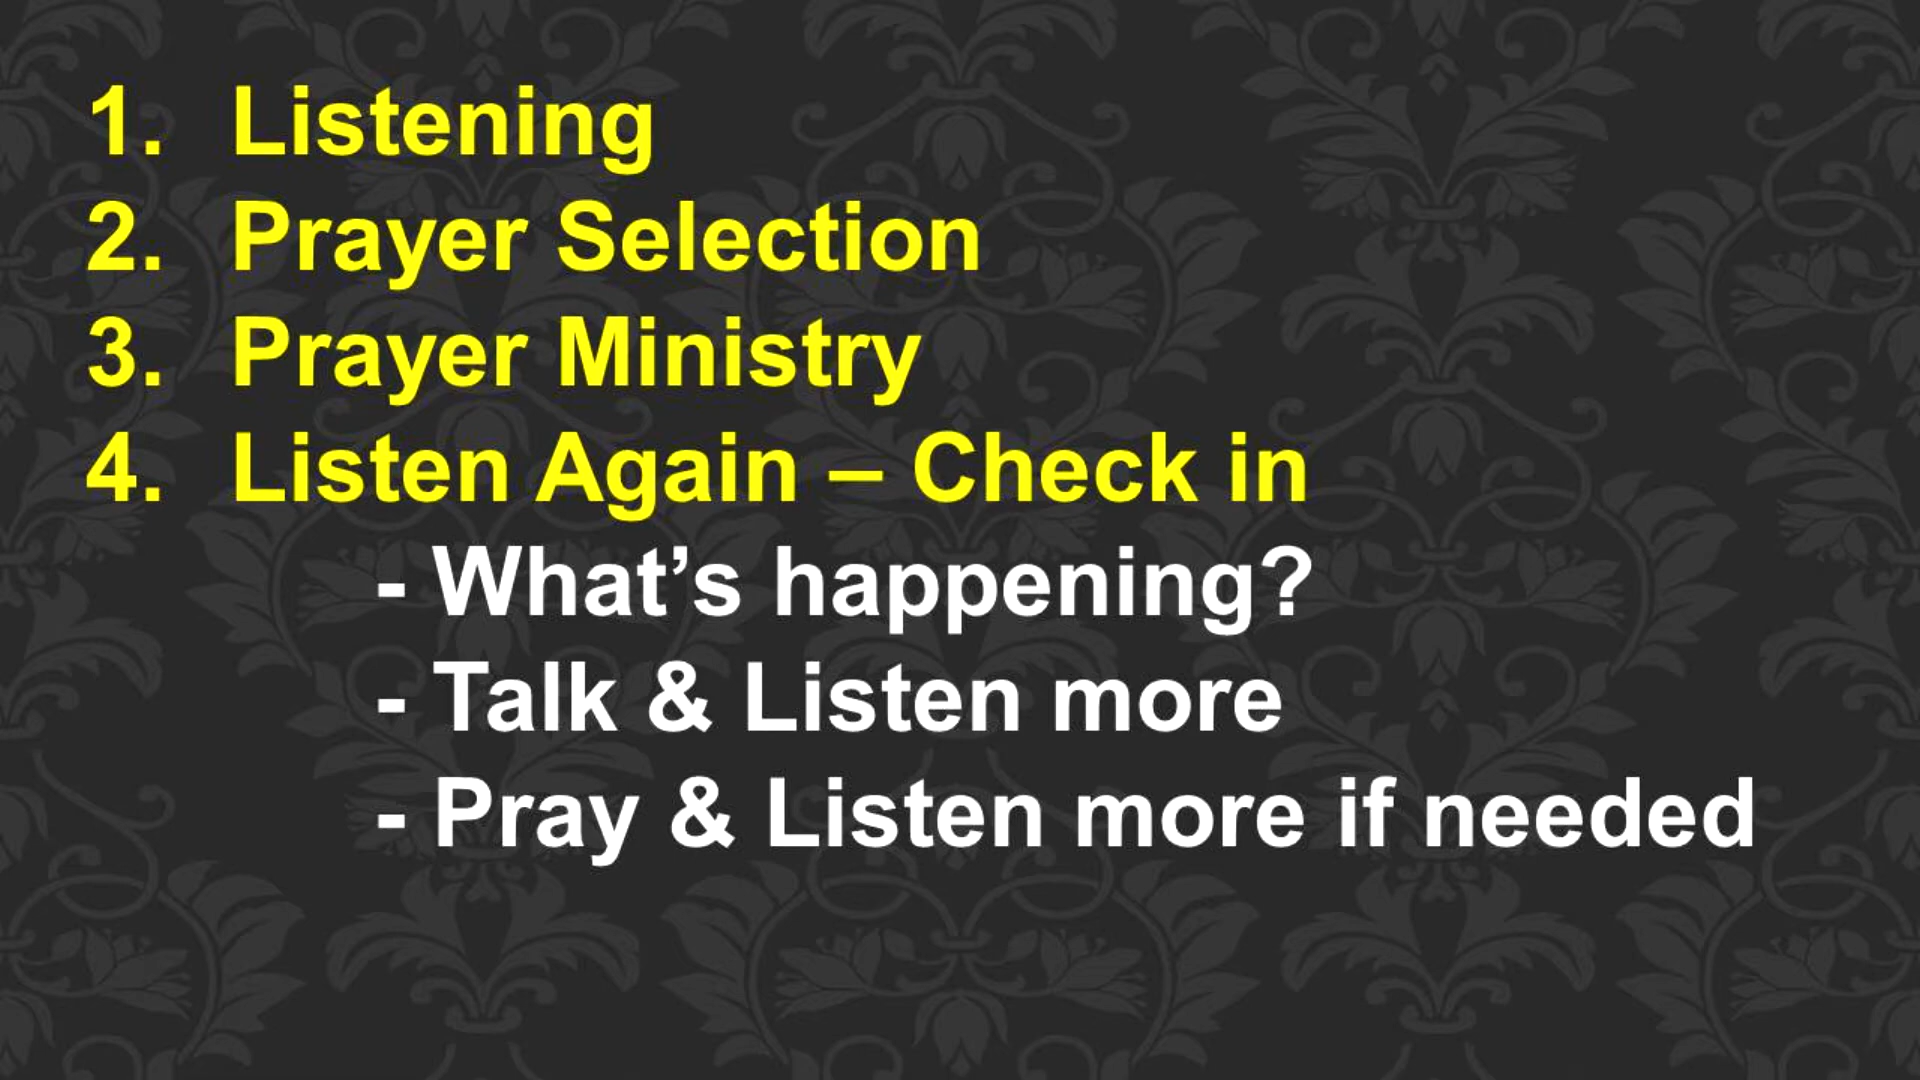 1. Listening
2. Prayer Selection
3. Prayer Ministry
4. Listen Again – Check in
- What’s happening?
- Talk & Listen more
- Pray & Listen more if needed